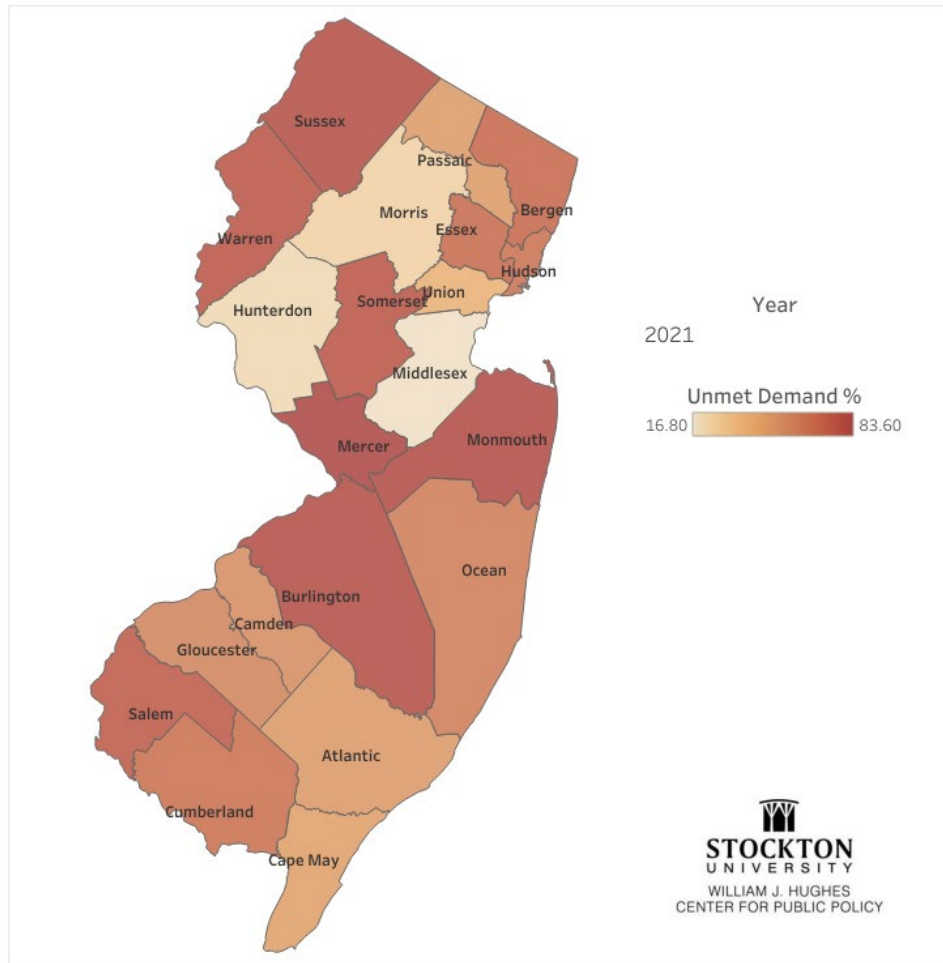 Sussex
Passaic
Morris
Bergen
Essex
Warren
Hudson
Union
Somerset
Hunterdon
Year
2021
Middlesex
Unmet Demand %
16.80
83.60
Monmouth
Mercer
Ocean
Burlington
Camden
Gloucester
Salem
Atlantic
Cumberland
Cape May
STOCKTON
UNIVERSITY
WILLIAM J. HUGHES
CENTER FOR PUBLIC POLICY